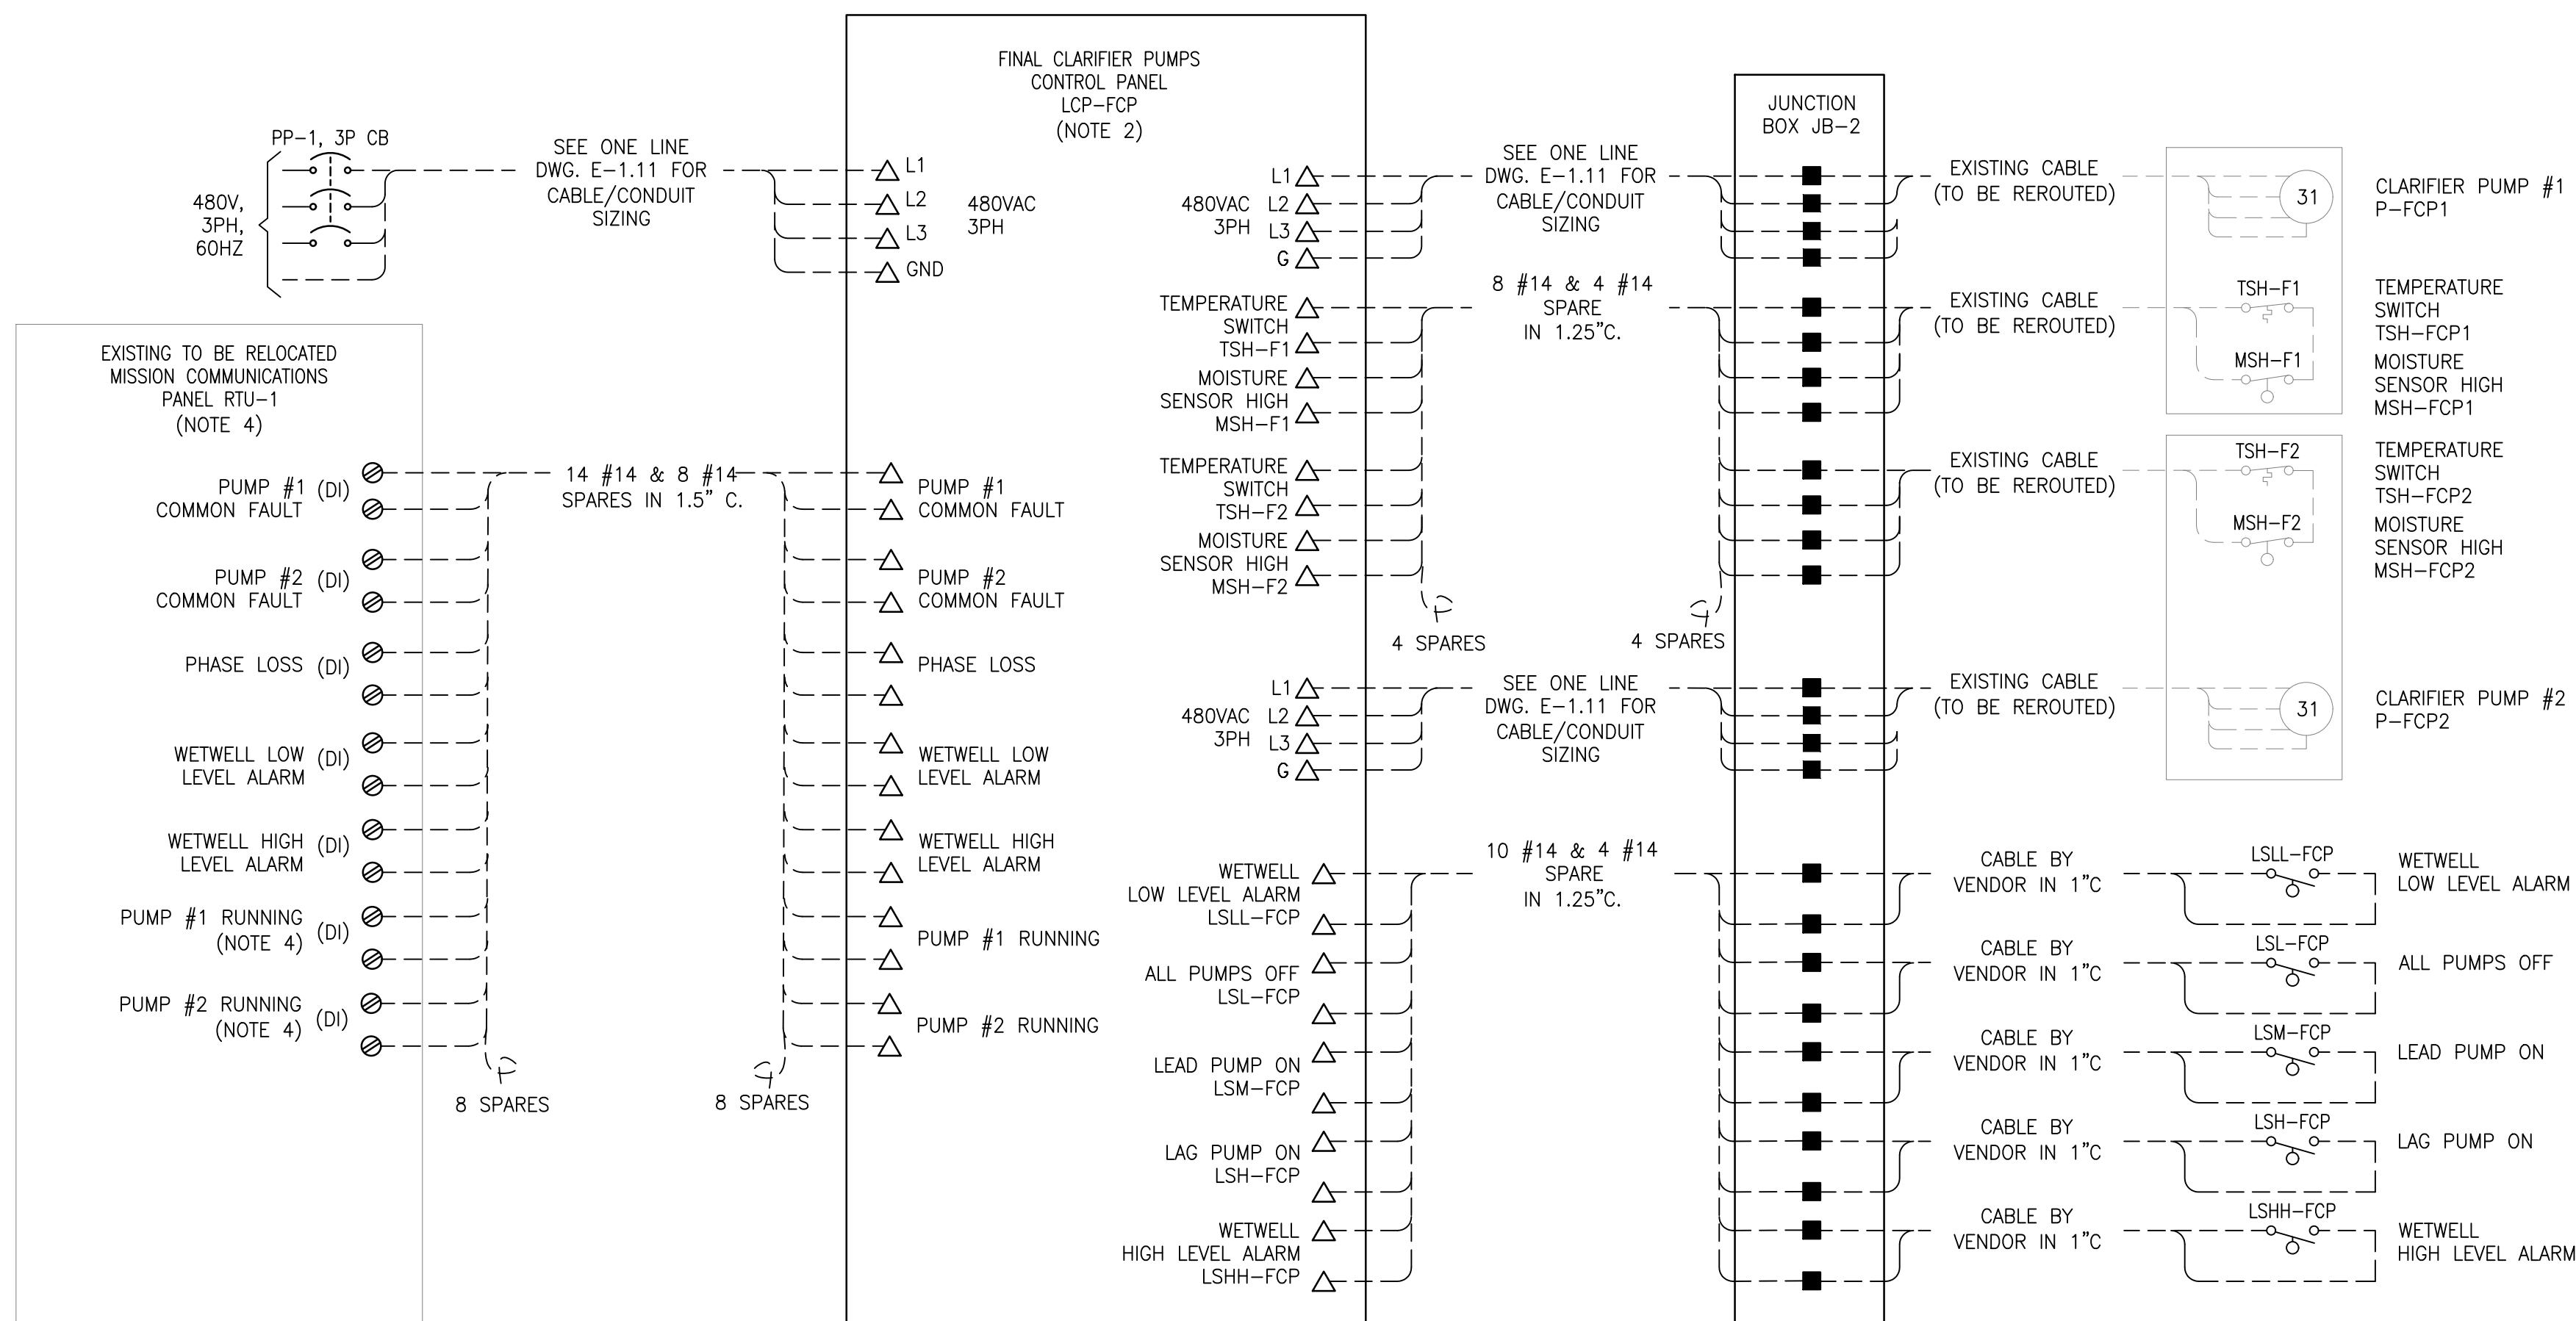 PP-1, 3P CB
480V,
3PH,
60HZ
SEE ONE LINE
DWG. E-1.11 FOR
CABLE/CONDUIT
SIZING
EXISTING TO BE RELOCATED
MISSION COMMUNICATIONS
PANEL RTU-1
(NOTE 4)
PUMP #1 (DI)
COMMON FAULT
PUMP #2 (DI)
COMMON FAULT
PHASE LOSS (DI)
WETWELL LOW (DI)
LEVEL ALARM
WETWELL HIGH (DI)
LEVEL ALARM
PUMP #1 RUNNING (DI)
(NOTE 4)
PUMP #2 RUNNING (DI)
(NOTE 4)
14 #14 & 8 #14
SPARES IN 1.5" C.
8 SPARES
8 SPARES
FINAL CLARIFIER PUMPS
CONTROL PANEL
LCP-FCP
(NOTE 2)
L1
L2
L3
GND
480VAC
3PH
PUMP #1
COMMON FAULT
PUMP #2
COMMON FAULT
PHASE LOSS
WETWELL LOW
LEVEL ALARM
WETWELL HIGH
LEVEL ALARM
PUMP #1 RUNNING
PUMP #2 RUNNING
L1
480VAC L2
3PH L3
G
TEMPERATURE
SWITCH
TSH-F1
MOISTURE
SENSOR HIGH
MSH-F1
TEMPERATURE
SWITCH
TSH-F2
MOISTURE
SENSOR HIGH
MSH-F2
L1
480VAC L2
3PH L3
G
WETWELL
LOW LEVEL ALARM
LSLL-FCP
ALL PUMPS OFF
LSL-FCP
LEAD PUMP ON
LSM-FCP
LAG PUMP ON
LSH-FCP
WETWELL
HIGH LEVEL ALARM
LSHH-FCP
SEE ONE LINE
DWG. E-1.11 FOR
CABLE/CONDUIT
SIZING
8 #14 & 4 #14
SPARE
IN 1.25"C.
4 SPARES
4 SPARES
SEE ONE LINE
DWG. E-1.11 FOR
CABLE/CONDUIT
SIZING
10 #14 & 4 #14
SPARE
IN 1.25"C.
JUNCTION
BOX JB-2
EXISTING CABLE
(TO BE REROUTED)
EXISTING CABLE
(TO BE REROUTED)
EXISTING CABLE
(TO BE REROUTED)
EXISTING CABLE
(TO BE REROUTED)
CABLE BY
VENDOR IN 1"C
CABLE BY
VENDOR IN 1"C
CABLE BY
VENDOR IN 1"C
CABLE BY
VENDOR IN 1"C
CABLE BY
VENDOR IN 1"C
31
TSH-F1
MSH-F1
TSH-F2
MSH-F2
31
LSLL-FCP
LSL-FCP
LSM-FCP
LSH-FCP
LSHH-FCP
CLARIFIER PUMP #1
P-FCP1
TEMPERATURE
SWITCH
TSH-FCP1
MOISTURE
SENSOR HIGH
MSH-FCP1
TEMPERATURE
SWITCH
TSH-FCP2
MOISTURE
SENSOR HIGH
MSH-FCP2
CLARIFIER PUMP #2
P-FCP2
WETWELL
LOW LEVEL ALARM
ALL PUMPS OFF
LEAD PUMP ON
LAG PUMP ON
WETWELL
HIGH LEVEL ALARM